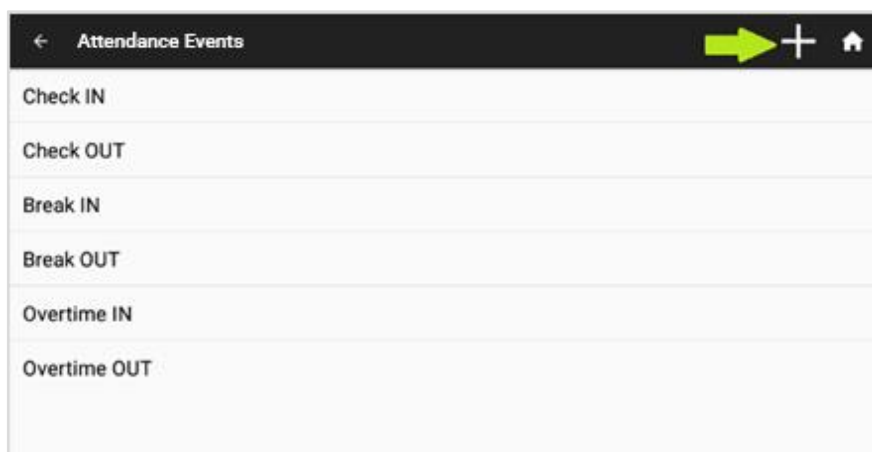 Attendance Events
Check IN
Check OUT
Break IN
Break OUT
Overtime IN
Overtime OUT